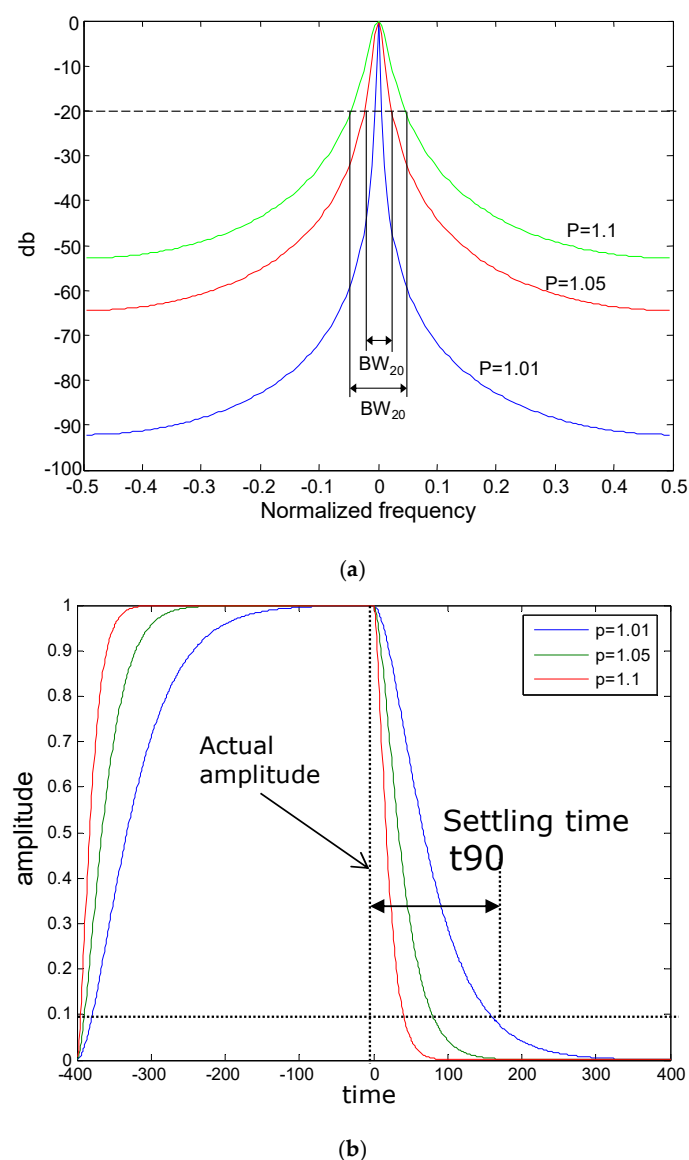 0
-10
-20
-30
-40
-50
-60
-70
-80
-90
-100
db
P=1.1
P=1.05
P=1.01
BW20
BW20
-0.5 -0.4 -0.3 -0.2 -0.1 0 0.1 0.2 0.3 0.4 0.5
Normalized frequency
(a)
1
0.9
0.8
0.7
0.6
0.5
0.4
0.3
0.2
0.1
0
amplitude
p=1.01
p=1.05
p=1.1
Actual
amplitude
Settling time
t90
-400 -300 -200 -100 0 100 200 300 400
time
(b)